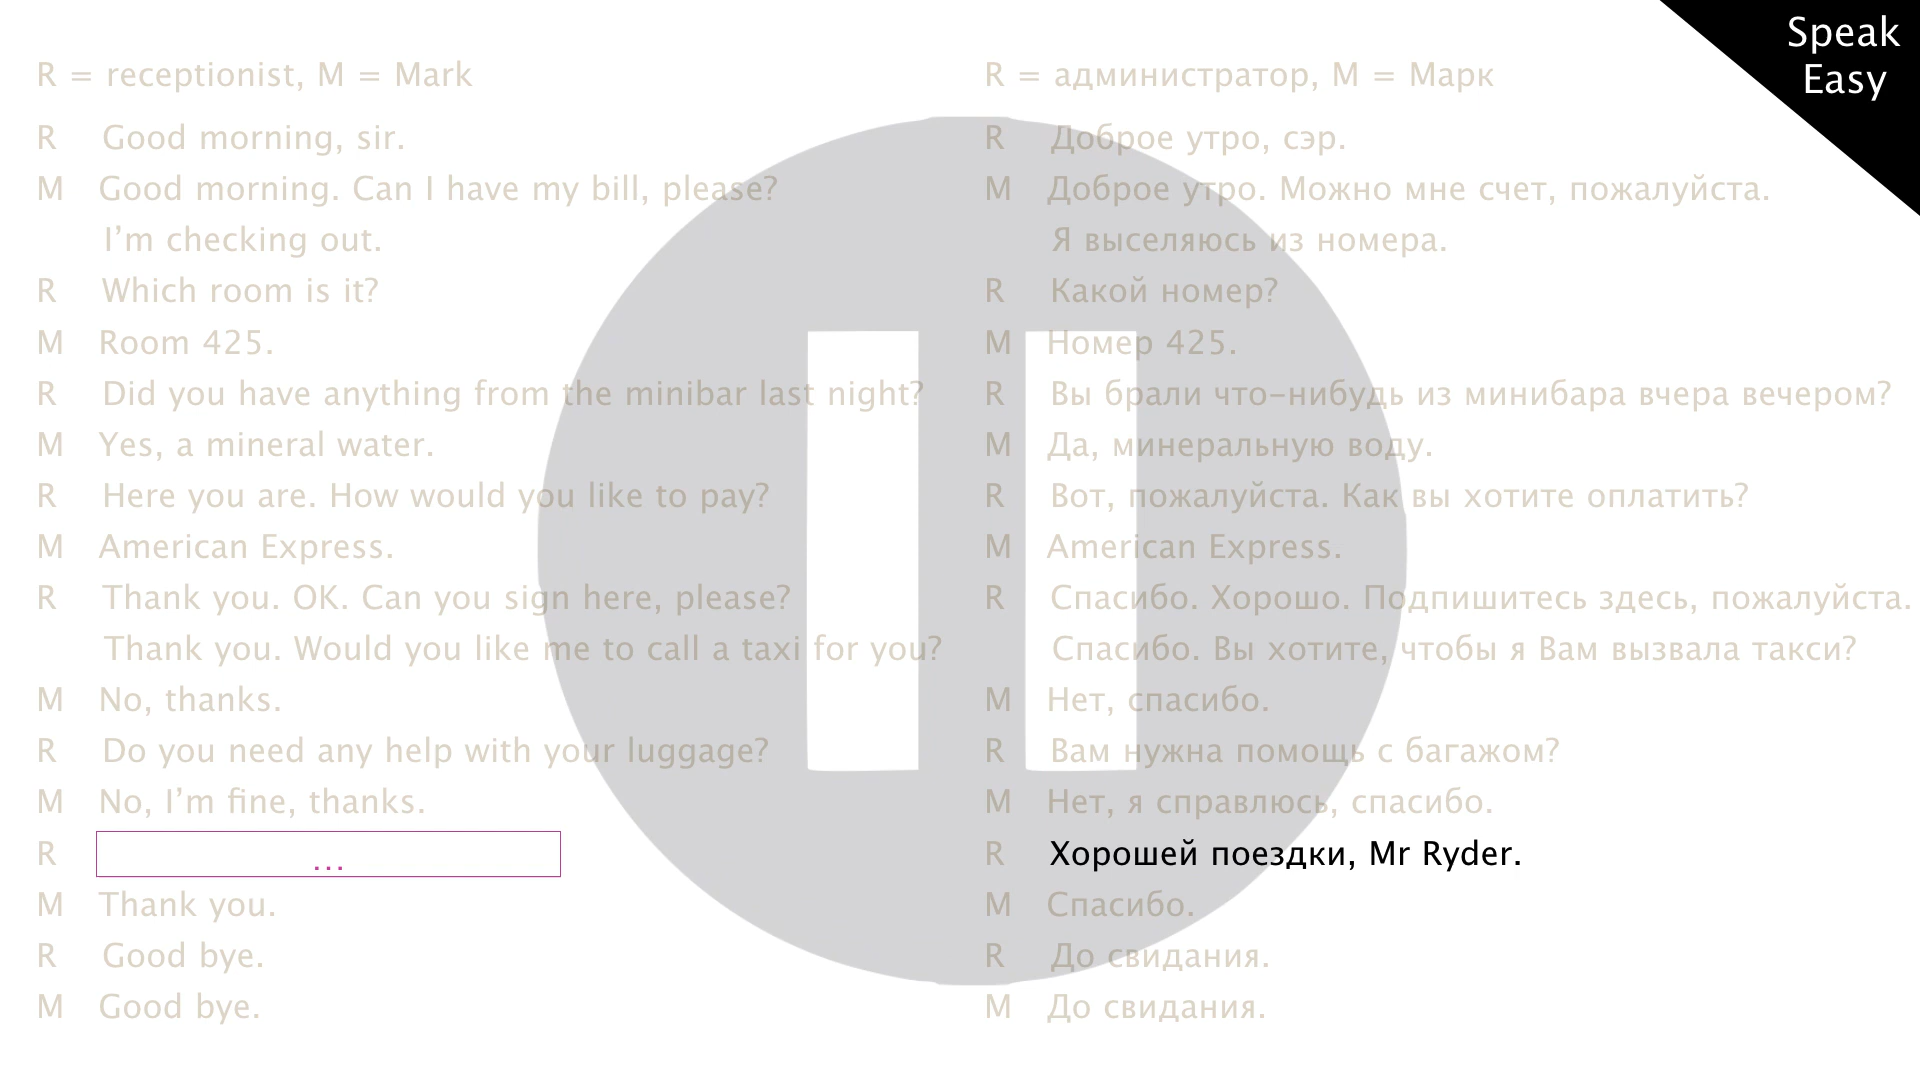 Speak
Easy
R = receptionist, M = Mark
R Good morning, sir.
M Good morning. Can I have my bill, please?
I’m checking out.
R Which room is it?
M Room 425.
R Did you have anything from the minibar last night?
M Yes, a mineral water.
R Here you are. How would you like to pay?
M American Express.
R Thank you. OK. Can you sign here, please?
Thank you. Would you like me to call a taxi for you?
M No, thanks.
R Do you need any help with your luggage?
M No, I’m fine, thanks.
R ...
M Thank you.
R Good bye.
M Good bye.
R = администратор, M = Марк
R Доброе утро, сэр.
M Доброе утро. Можно мне счет, пожалуйста.
Я выселяюсь из номера.
R Какой номер?
M Номер 425.
R Вы брали что-нибудь из минибара вчера вечером?
M Да, минеральную воду.
R Вот, пожалуйста. Как вы хотите оплатить?
M American Express.
R Спасибо. Хорошо. Подпишитесь здесь, пожалуйста.
Спасибо. Вы хотите, чтобы я Вам вызвала такси?
M Нет, спасибо.
R Вам нужна помощь с багажом?
M Нет, я справлюсь, спасибо.
R Хорошей поездки, Mr Ryder.
M Спасибо.
R До свидания.
M До свидания.